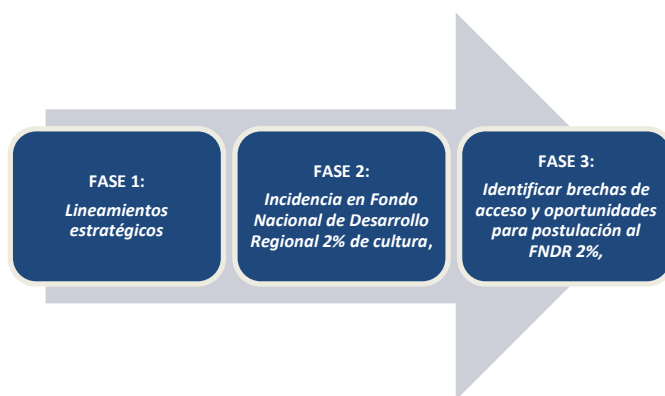 FASE 1:
Lineamientos
estratégicos
FASE 2:
Incidencia en Fondo
Nacional de Desarrollo
Regional 2% de cultura,
FASE 3:
Identificar brechas de
acceso y oportunidades
para postulación al
FNDR 2%,